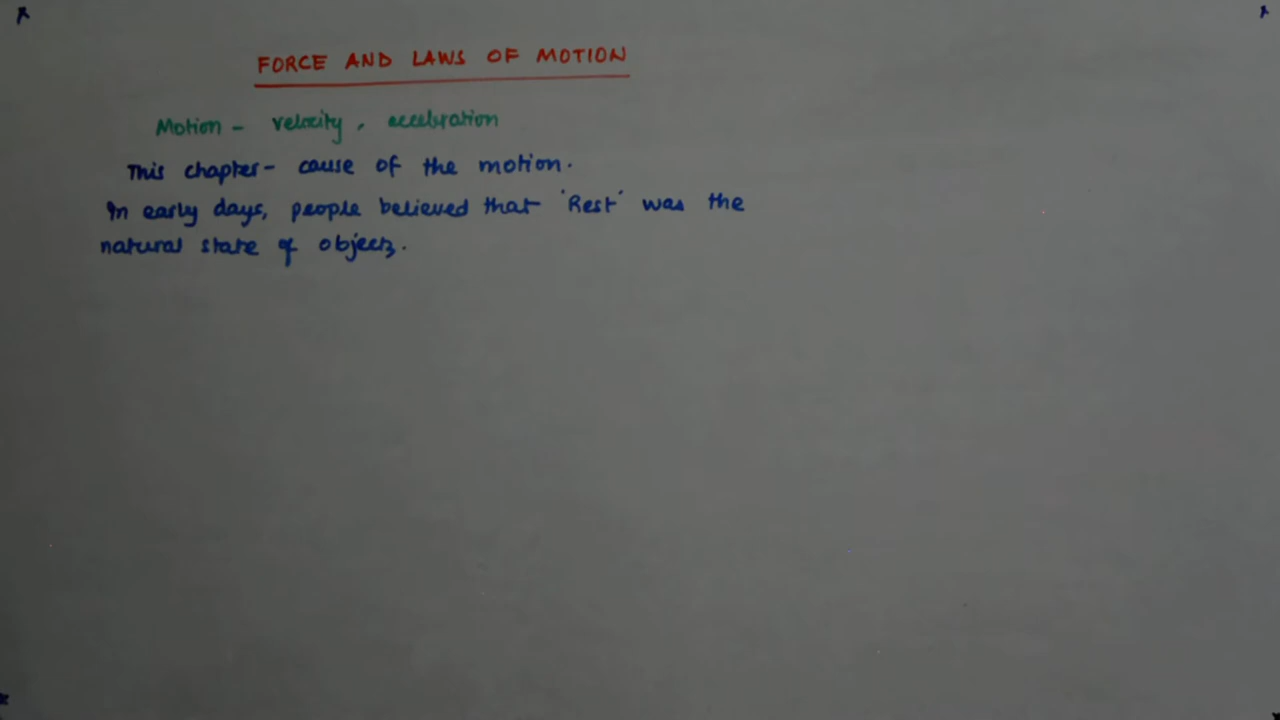 FORCE AND LAWS OF MOTION
Motion - velocity, acceleration
This chapter - cause of the motion.
In early days, people believed that 'Rest' was the
natural state of objects.